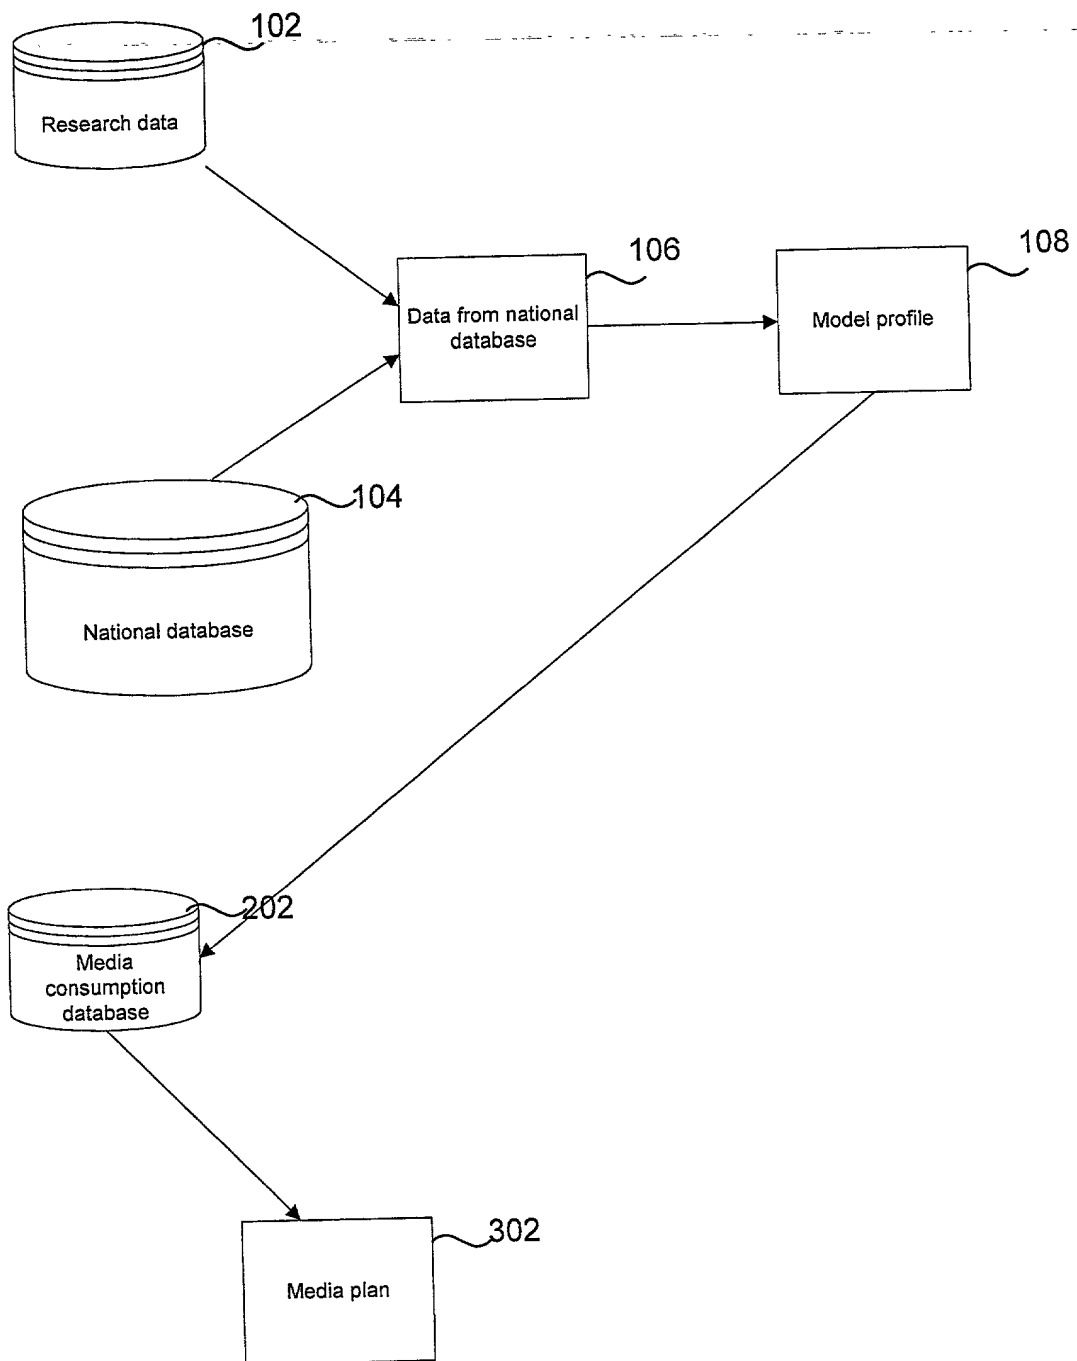 102
Research data
106
108
Data from national
database
Model profile
104
National database
202
Media
consumption
database
302
Media plan